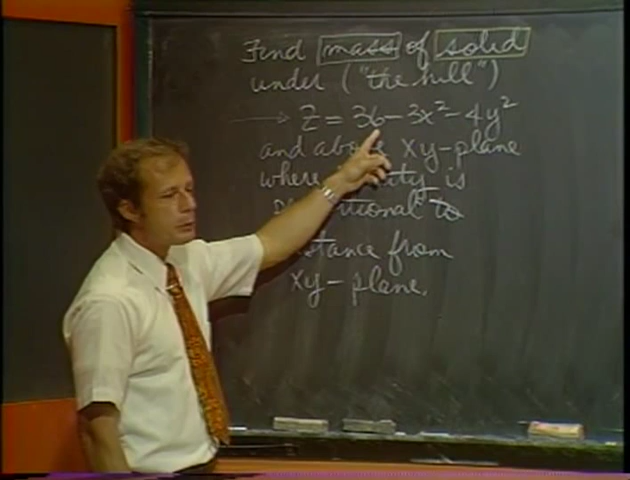 Find mass of solid
under ("the hill")
→ Z = 36 - 3x² - 4y²
and above xy-plane
where is
to
from
xy-plane.